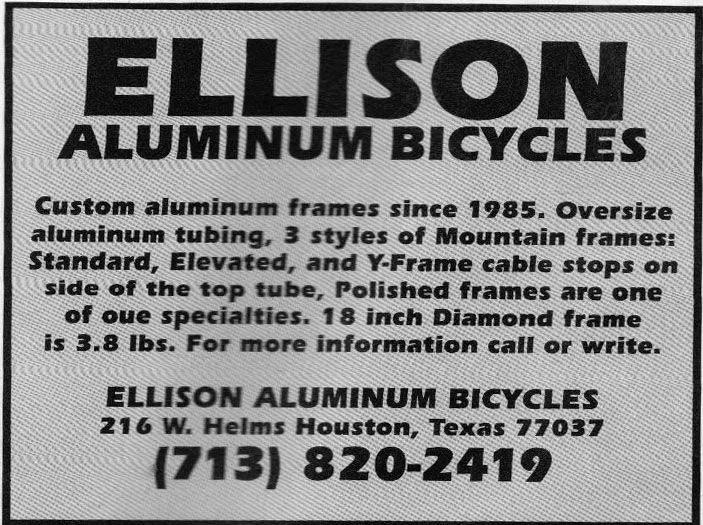 ELLISON
ALUMINUM BICYCLES
Custom aluminum frames since 1985. Oversize
aluminum tubing, 3 styles of Mountain frames:
Standard, Elevated, and Y-Frame cable stops on
side of the top tube, Polished frames are one
of oue specialties. 18 inch Diamond frame
is 3.8 lbs. For more information call or write.
ELLISON ALUMINUM BICYCLES
216 W. Helms Houston, Texas 77037
(713) 820-2419